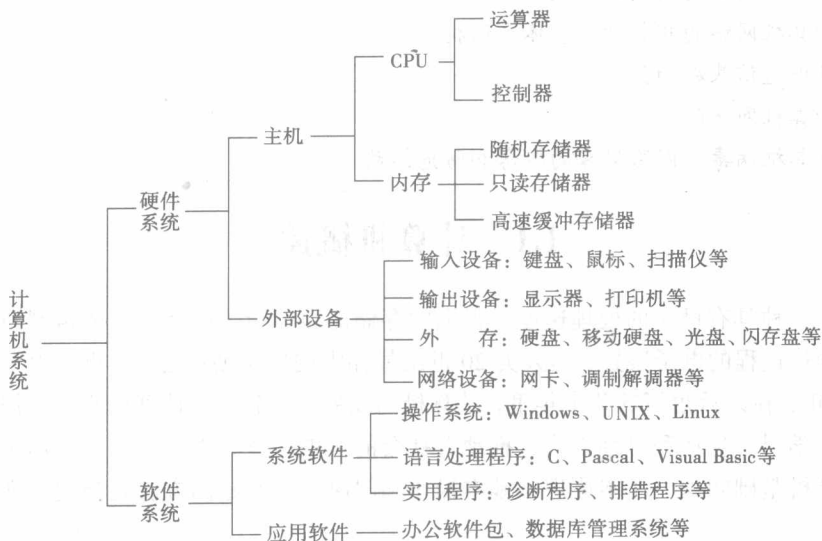 计算机系统
硬件
系统
主机
CPU
运算器
控制器
内存
随机存储器
只读存储器
高速缓冲存储器
外部设备
输入设备：键盘、鼠标、扫描仪等
输出设备：显示器、打印机等
外 存：硬盘、移动硬盘、光盘、闪存盘等
网络设备：网卡、调制解调器等
软件
系统
系统软件
操作系统：Windows、UNIX、Linux
语言处理程序：C、Pascal、Visual Basic等
实用程序：诊断程序、排错程序等
应用软件
办公软件包、数据库管理系统等